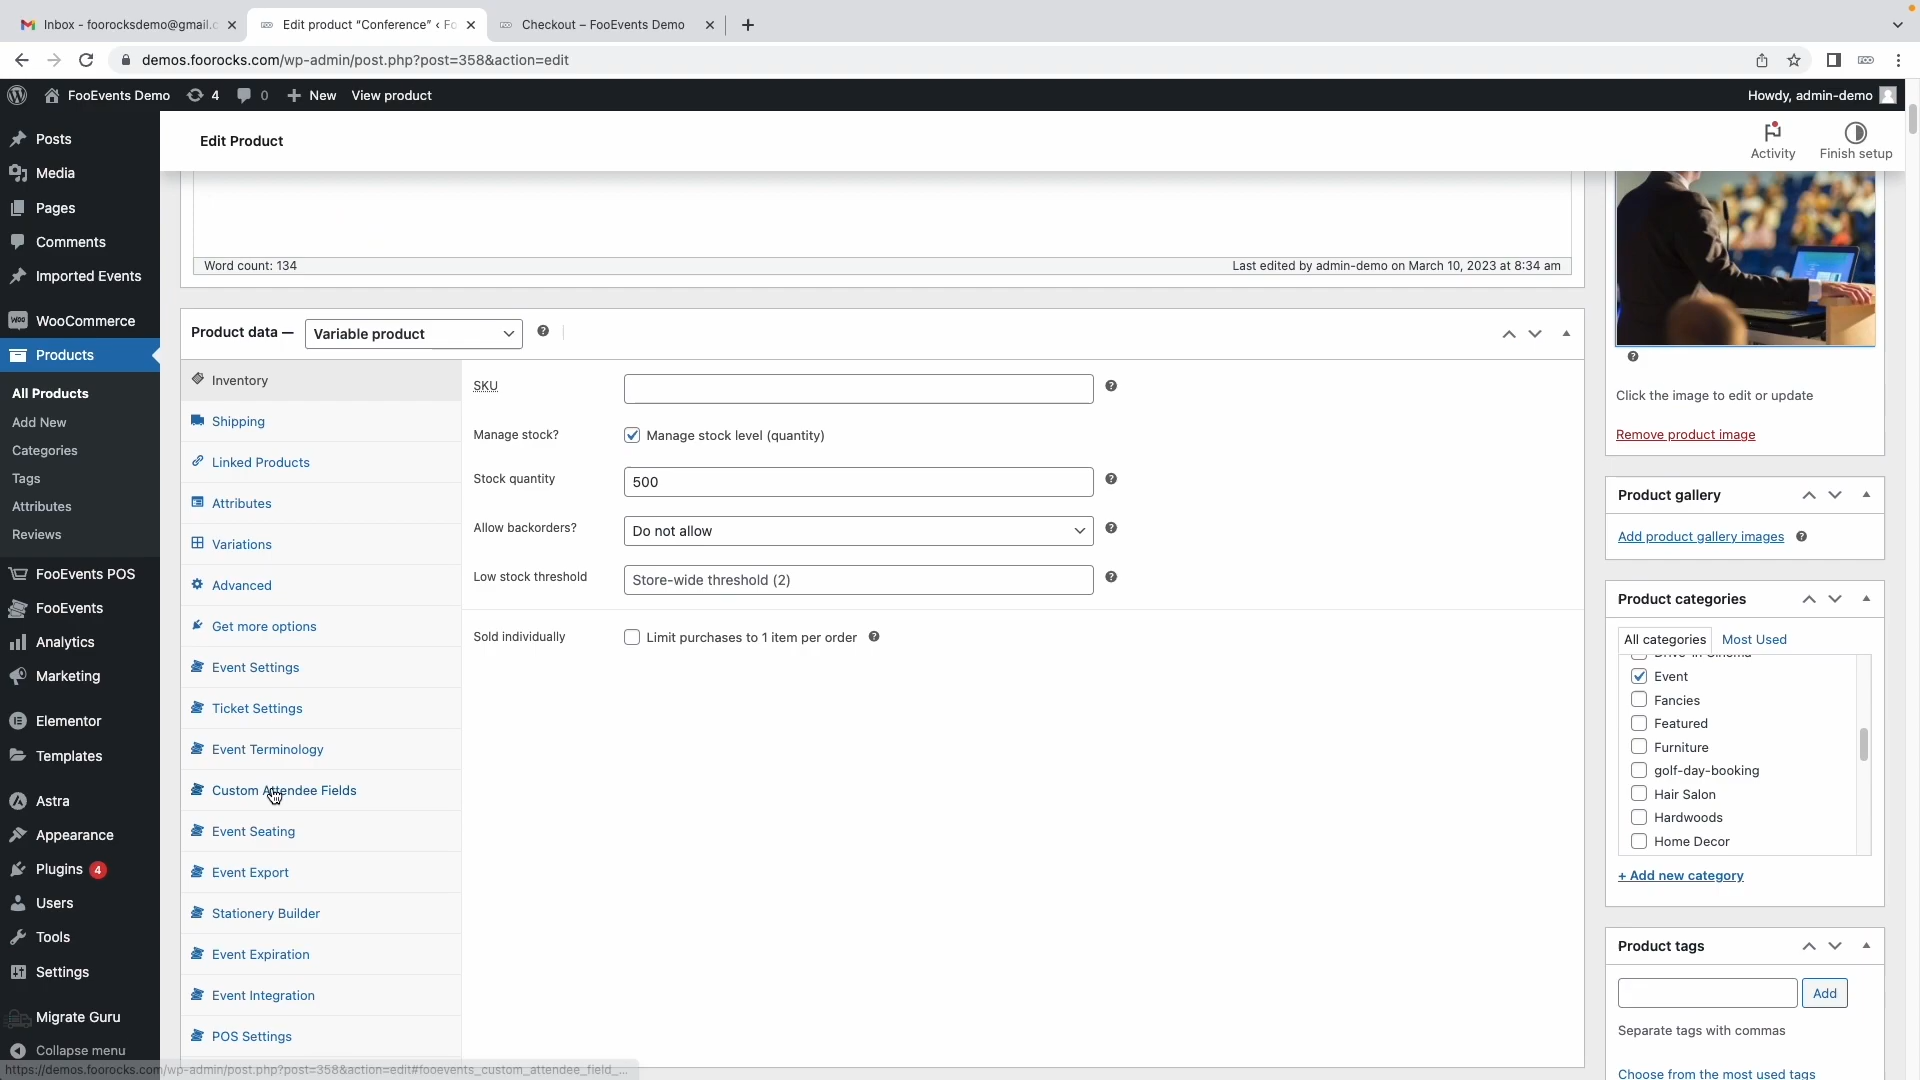 Inbox - foorocksdemo@gmail.c
Edit product “Conference” ‹ Fo
Checkout – FooEvents Demo
demos.foorocks.com/wp-admin/post.php?post=358&action=edit
FooEvents Demo 4 0 New View product
Howdy, admin-demo
Posts
Media
Pages
Comments
Imported Events
WooCommerce
Products
All Products
Add New
Categories
Tags
Attributes
Reviews
FooEvents POS
FooEvents
Analytics
Marketing
Elementor
Templates
Astra
Appearance
Plugins 4
Users
Tools
Settings
Migrate Guru
Collapse menu
Edit Product
Activity
Finish setup
Word count: 134
Last edited by admin-demo on March 10, 2023 at 8:34 am
Product data — Variable product
Inventory
Shipping
Linked Products
Attributes
Variations
Advanced
Get more options
Event Settings
Ticket Settings
Event Terminology
Custom Attendee Fields
Event Seating
Event Export
Stationery Builder
Event Expiration
Event Integration
POS Settings
SKU
Manage stock? Manage stock level (quantity)
Stock quantity 500
Allow backorders? Do not allow
Low stock threshold Store-wide threshold (2)
Sold individually Limit purchases to 1 item per order
Click the image to edit or update
Remove product image
Product gallery
Add product gallery images
Product categories
All categories Most Used
Drive-in Cinema
Event
Fancies
Featured
Furniture
golf-day-booking
Hair Salon
Hardwoods
Home Decor
+ Add new category
Product tags
Add
Separate tags with commas
Choose from the most used tags
https://demos.foorocks.com/wp-admin/post.php?post=358&action=edit#fooevents_custom_attendee_field_...